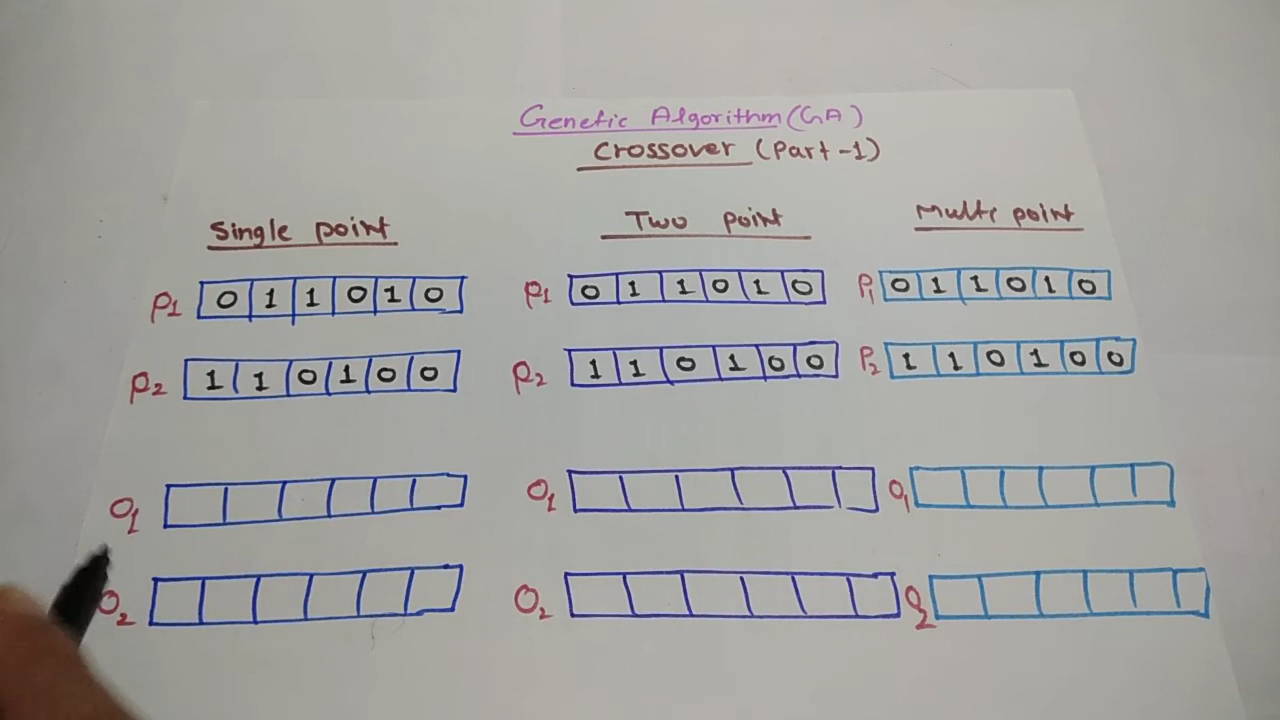 Genetic Algorithm (GA)
Crossover (Part-1)
Single point
Two point
Multi point
P1 0 1 1 0 1 0
P1 0 1 1 0 1 0
P1 0 1 1 0 1 0
P2 1 1 0 1 0 0
P2 1 1 0 1 0 0
P2 1 1 0 1 0 0
O1
O1
O1
O2
O2
O2